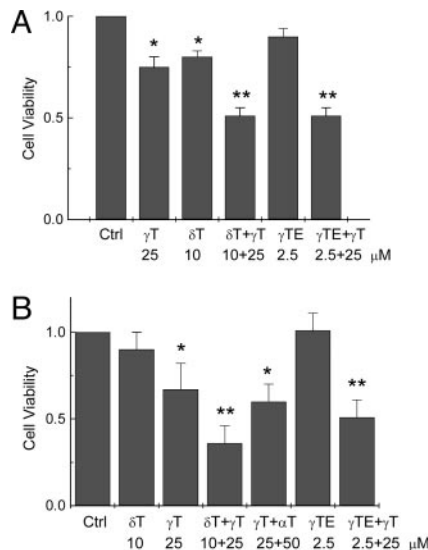 A
Cell Viability
1.0
0.5
0.0
* * ** **
Ctrl γT δT δT+γT γTE γTE+γT
25 10 10+25 2.5 2.5+25 μM
B
Cell Viability
1.0
0.5
0.0
* ** * **
Ctrl δT γT δT+γT γT+αT γTE γTE+γT
10 25 10+25 25+50 2.5 2.5+25 μM